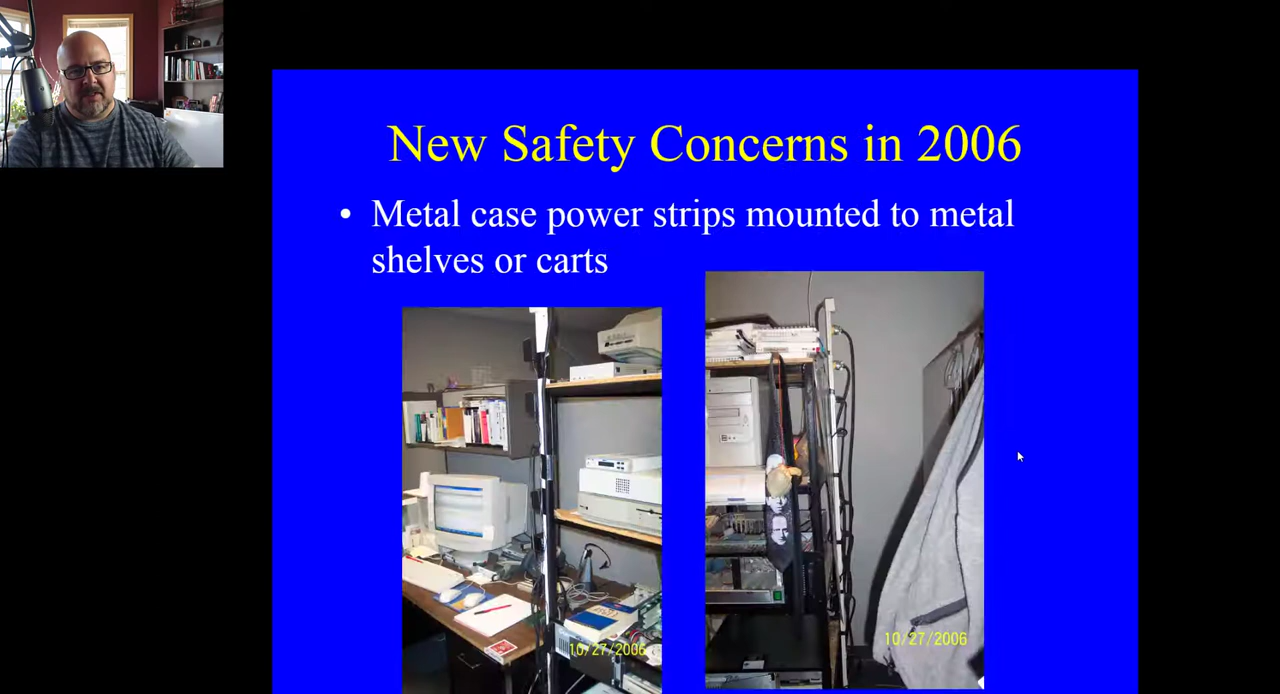 New Safety Concerns in 2006
• Metal case power strips mounted to metal
shelves or carts
10/27/2006
10/27/2006